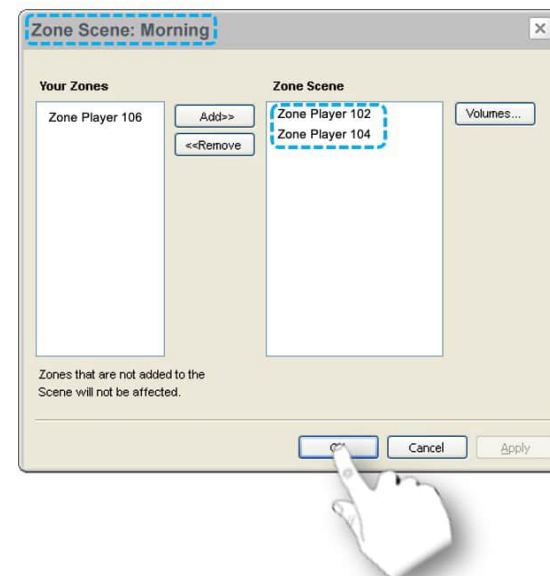 Zone Scene: Morning
Your Zones
Zone Scene
Zone Player 106
Add>>
<<Remove
Zone Player 102
Zone Player 104
Volumes...
Zones that are not added to the
Scene will not be affected.
Cancel
Apply